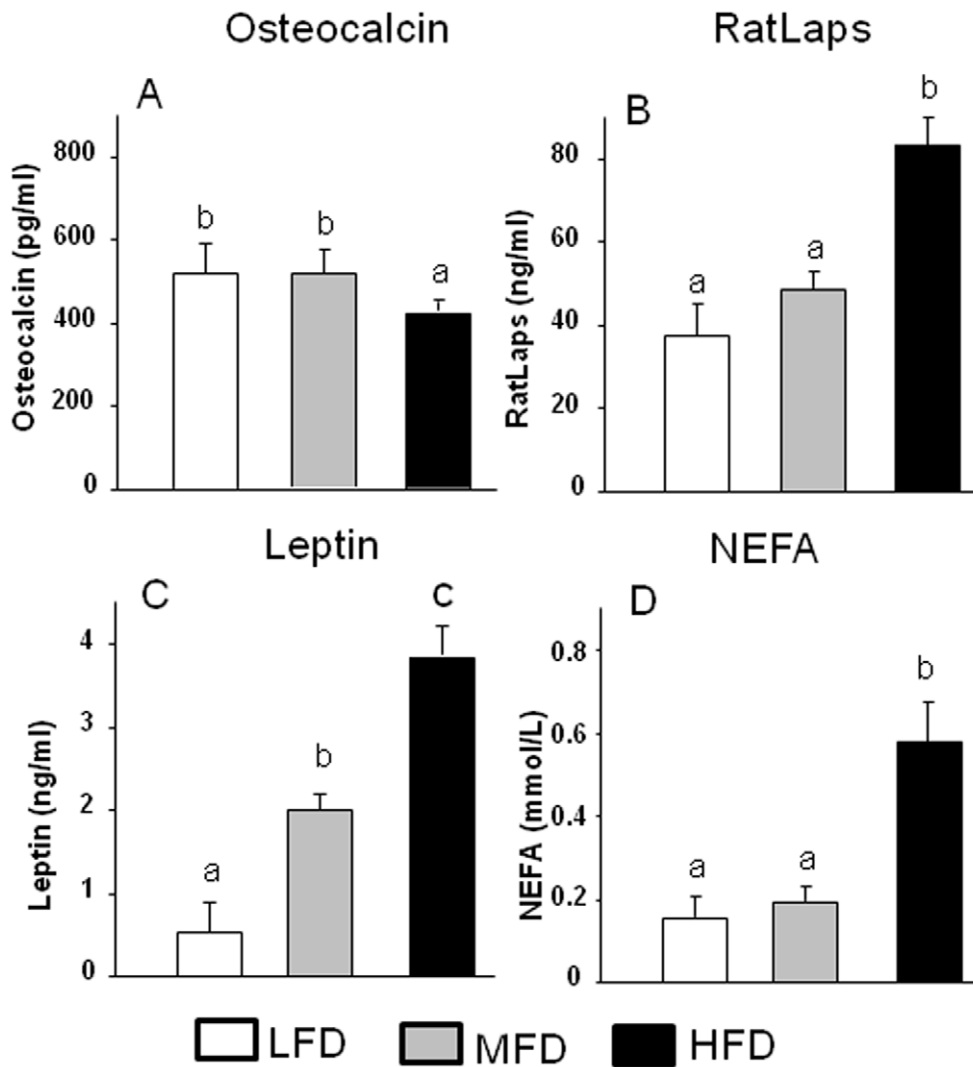 Osteocalcin
RatLaps
A
Osteocalcin (pg/ml)
800
600
400
200
0
b
b
a
B
RatLaps (ng/ml)
80
60
40
20
0
a
a
b
Leptin
NEFA
C
Leptin (ng/ml)
4
3
2
1
0
a
b
c
D
NEFA (mmol/L)
0.8
0.6
0.4
0.2
0
a
a
b
LFD
MFD
HFD